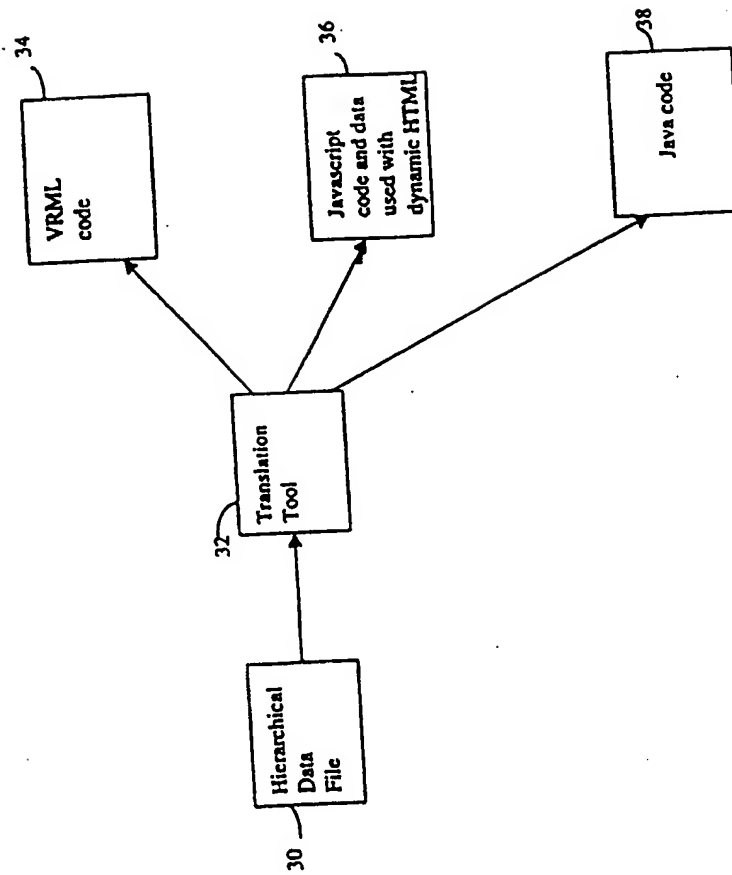 34
VRML
code
36
Javascript
code and data
used with
dynamic HTML
38
Java code
32
Translation
Tool
Hierarchical
Data
File
30